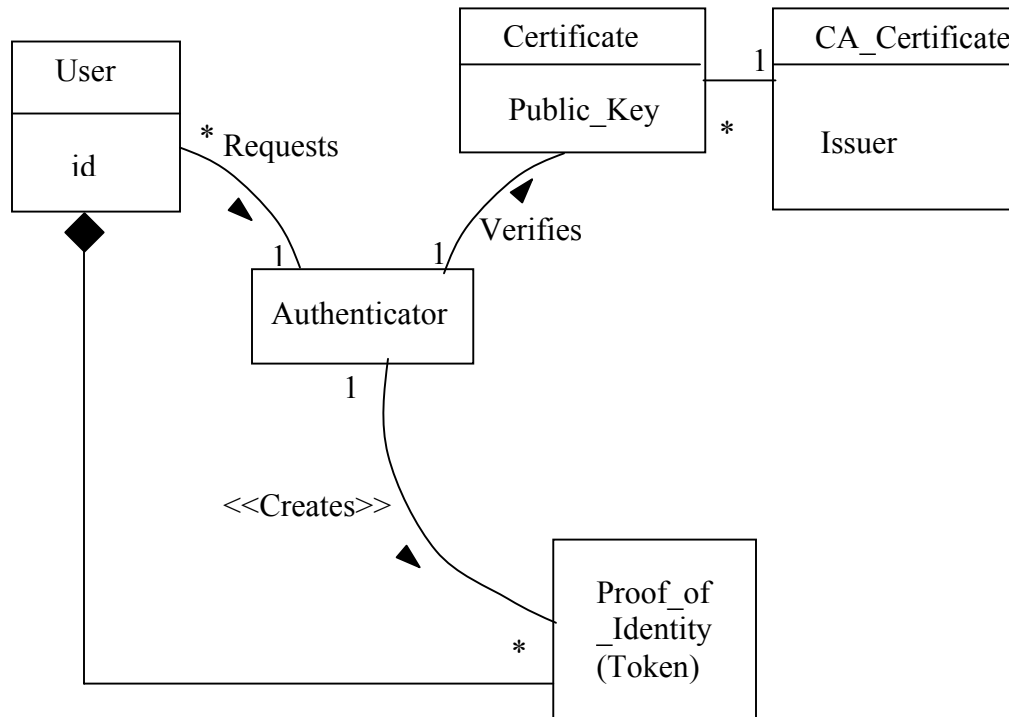 User
id
* Requests
1
Certificate
Public_Key
*
1
CA_Certificate
Issuer
Verifies
1
Authenticator
1
<<Creates>>
*
Proof_of
_Identity
(Token)